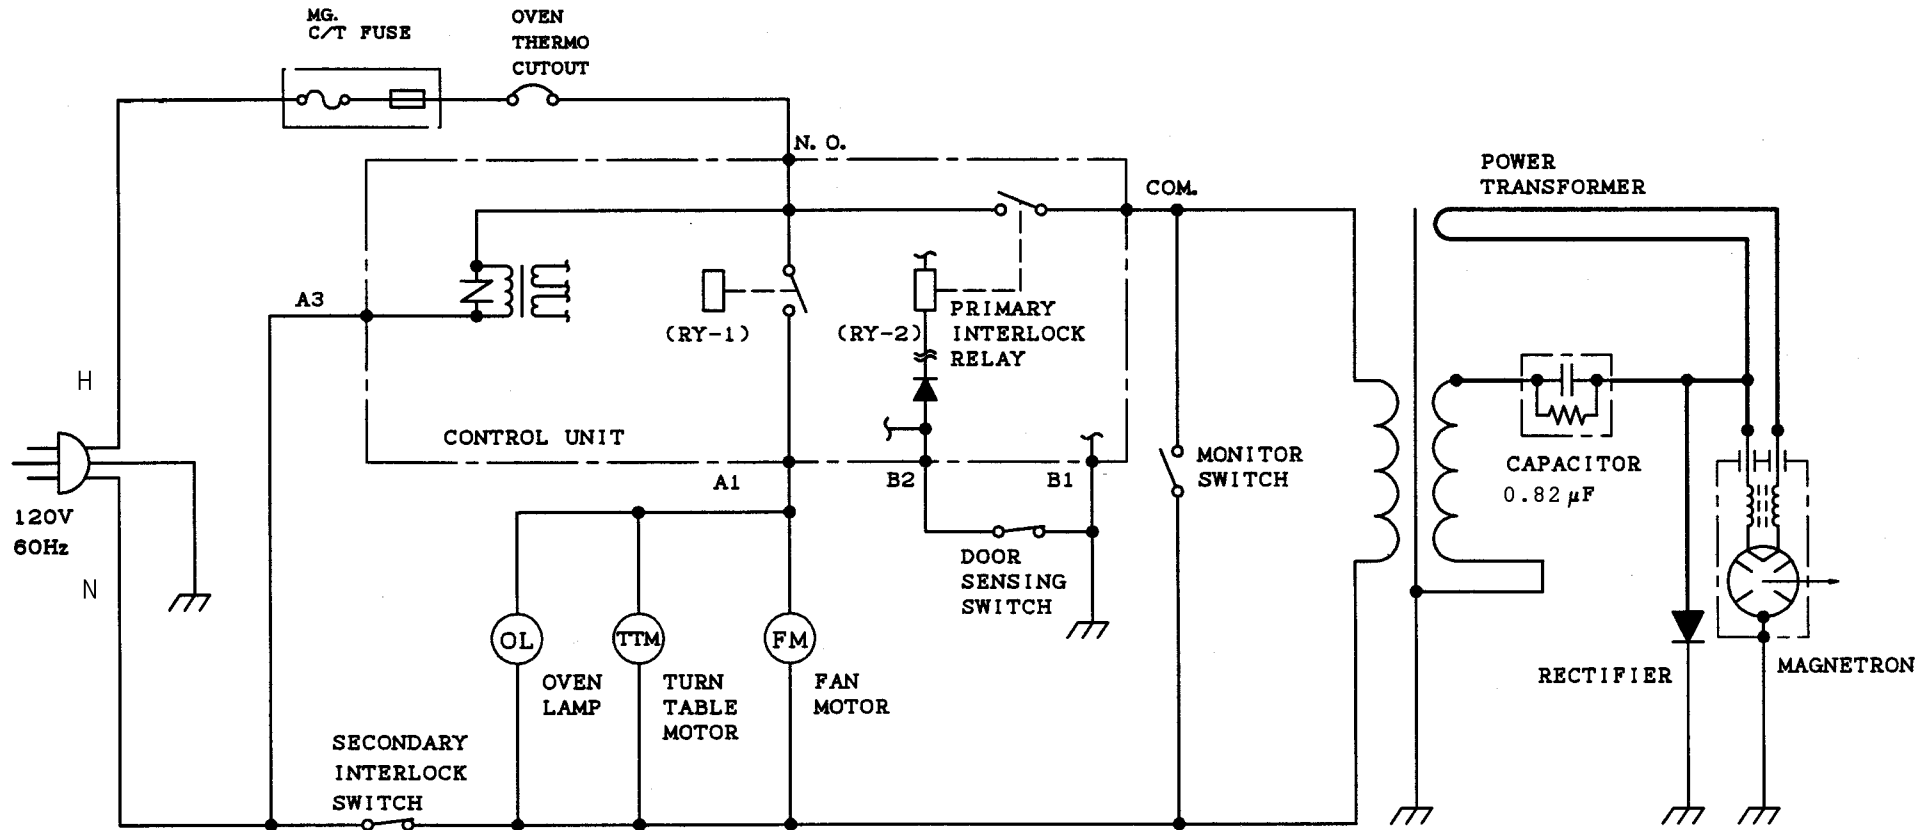 MG.
C/T FUSE
OVEN
THERMO
CUTOUT
N. O.
COM.
POWER
TRANSFORMER
A3
(RY-1)
(RY-2)
PRIMARY
INTERLOCK
RELAY
H
CONTROL UNIT
A1
B2
B1
MONITOR
SWITCH
CAPACITOR
0.82 µF
120V
60Hz
N
DOOR
SENSING
SWITCH
OL
TTM
FM
OVEN
LAMP
TURN
TABLE
MOTOR
FAN
MOTOR
RECTIFIER
MAGNETRON
SECONDARY
INTERLOCK
SWITCH